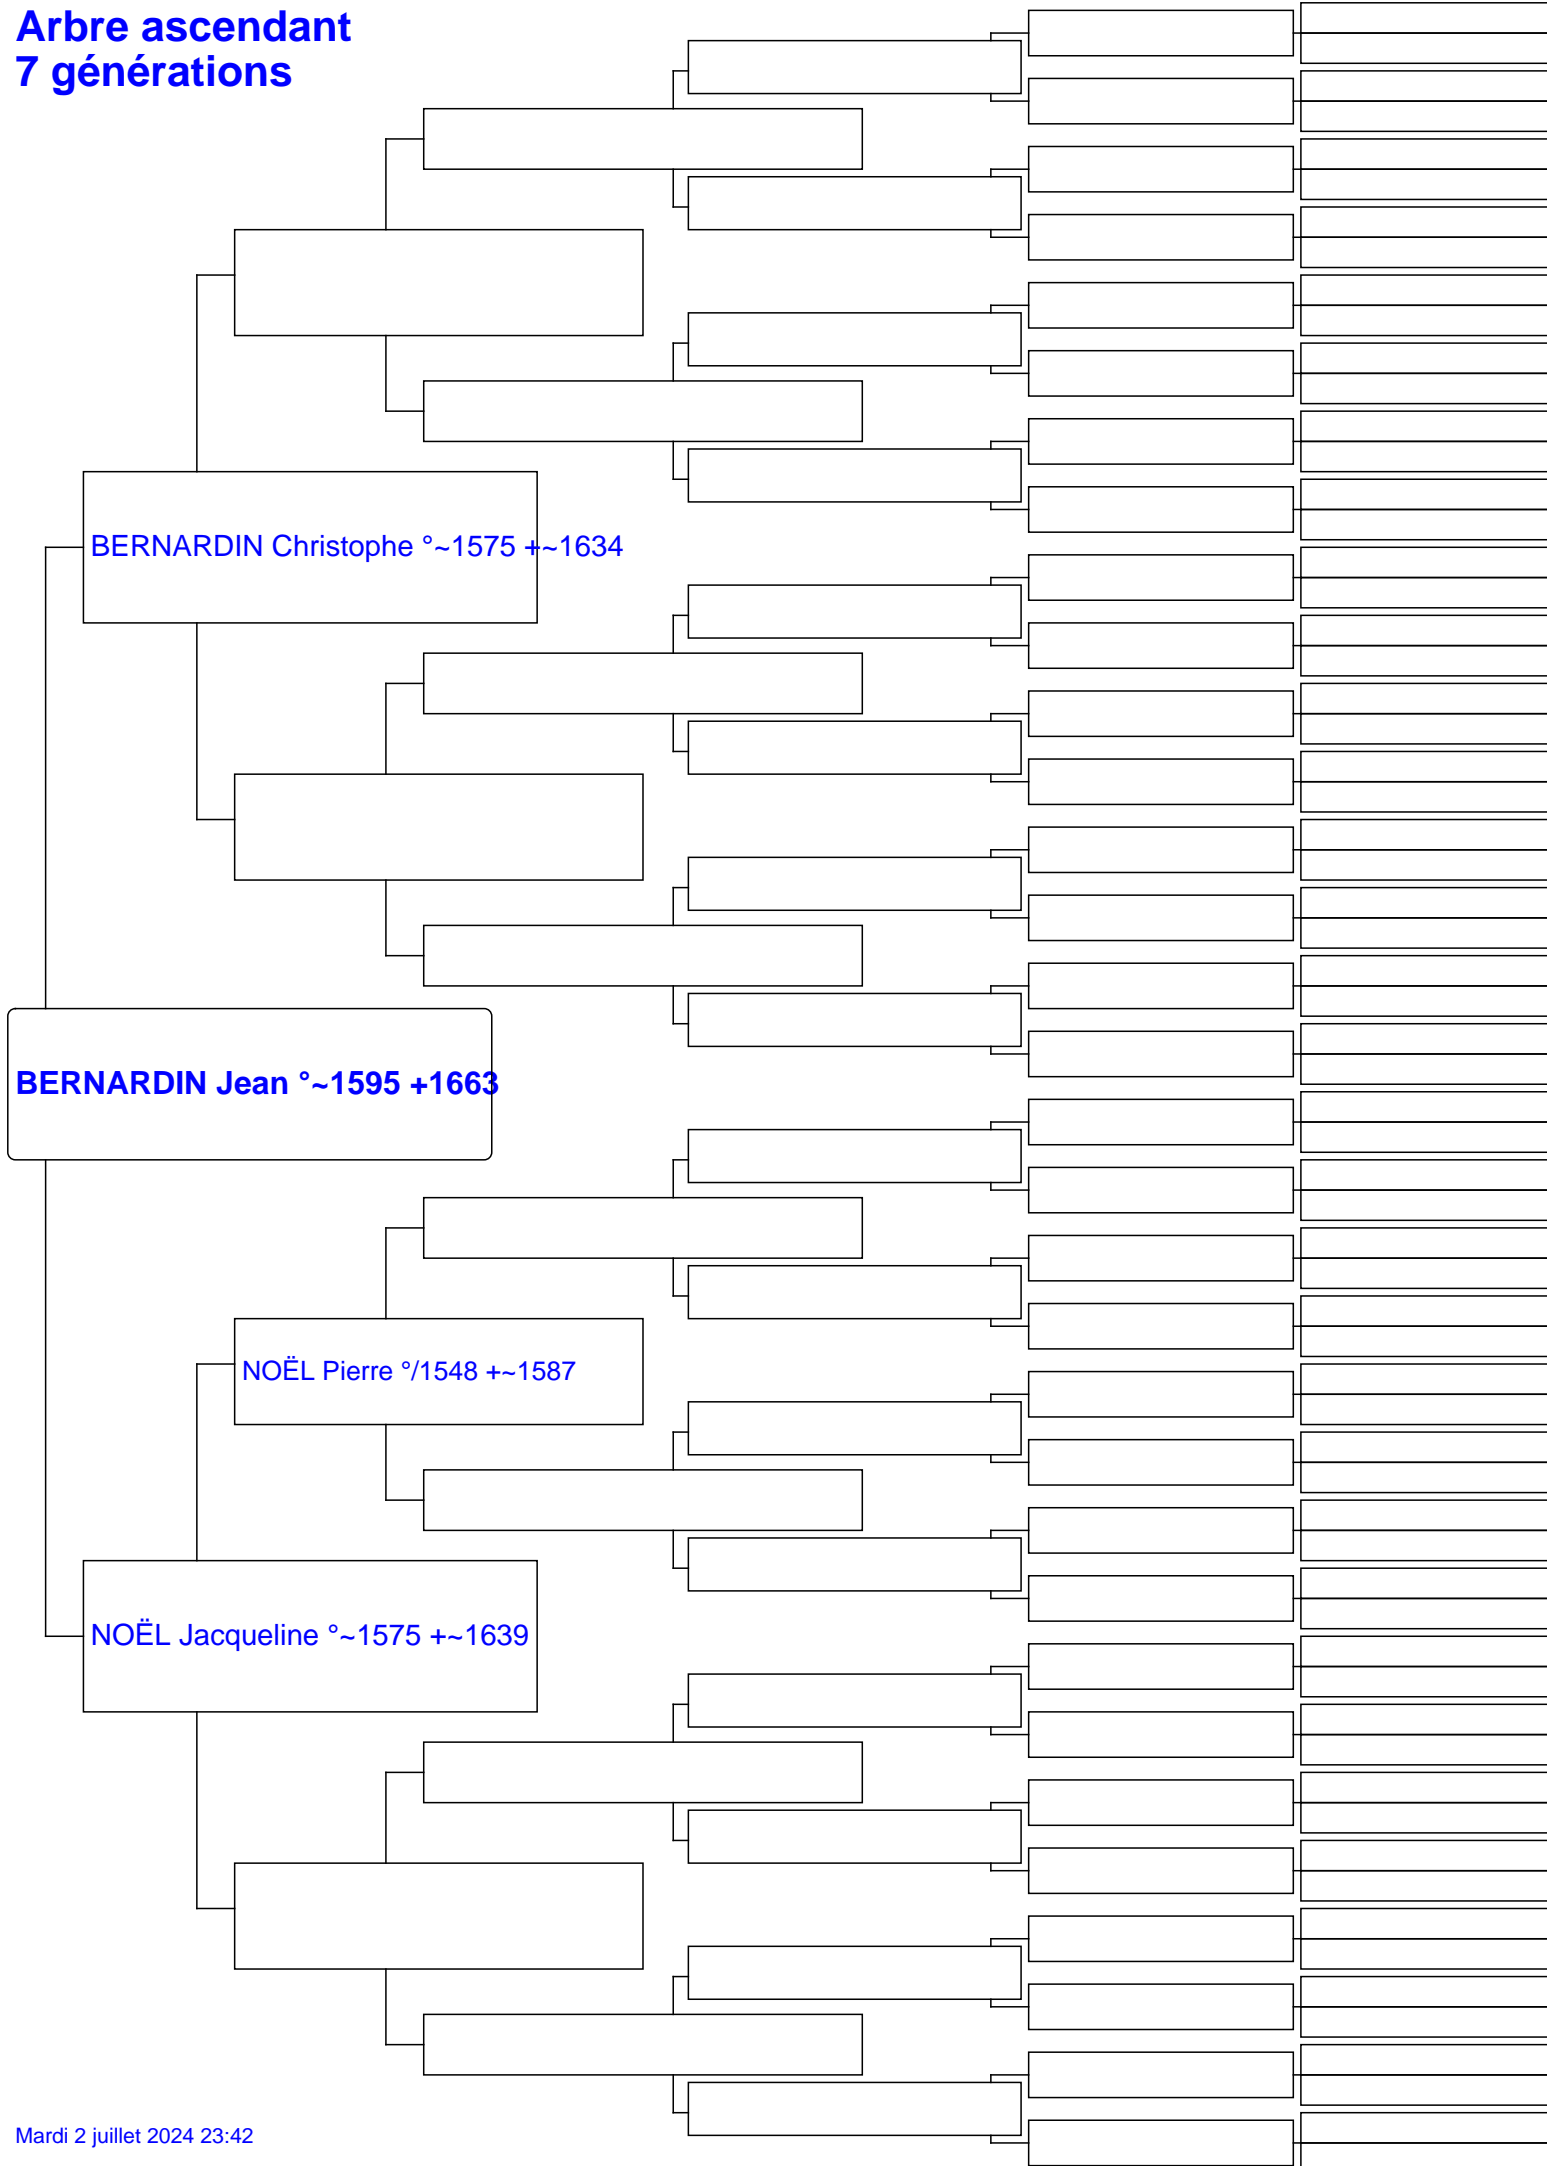 Arbre ascendant
7 générations
BERNARDIN Christophe °~1575 +~1634
BERNARDIN Jean °~1595 +1663
NOËL Pierre °/1548 +~1587
NOËL Jacqueline °~1575 +~1639
Mardi 2 juillet 2024 23:42